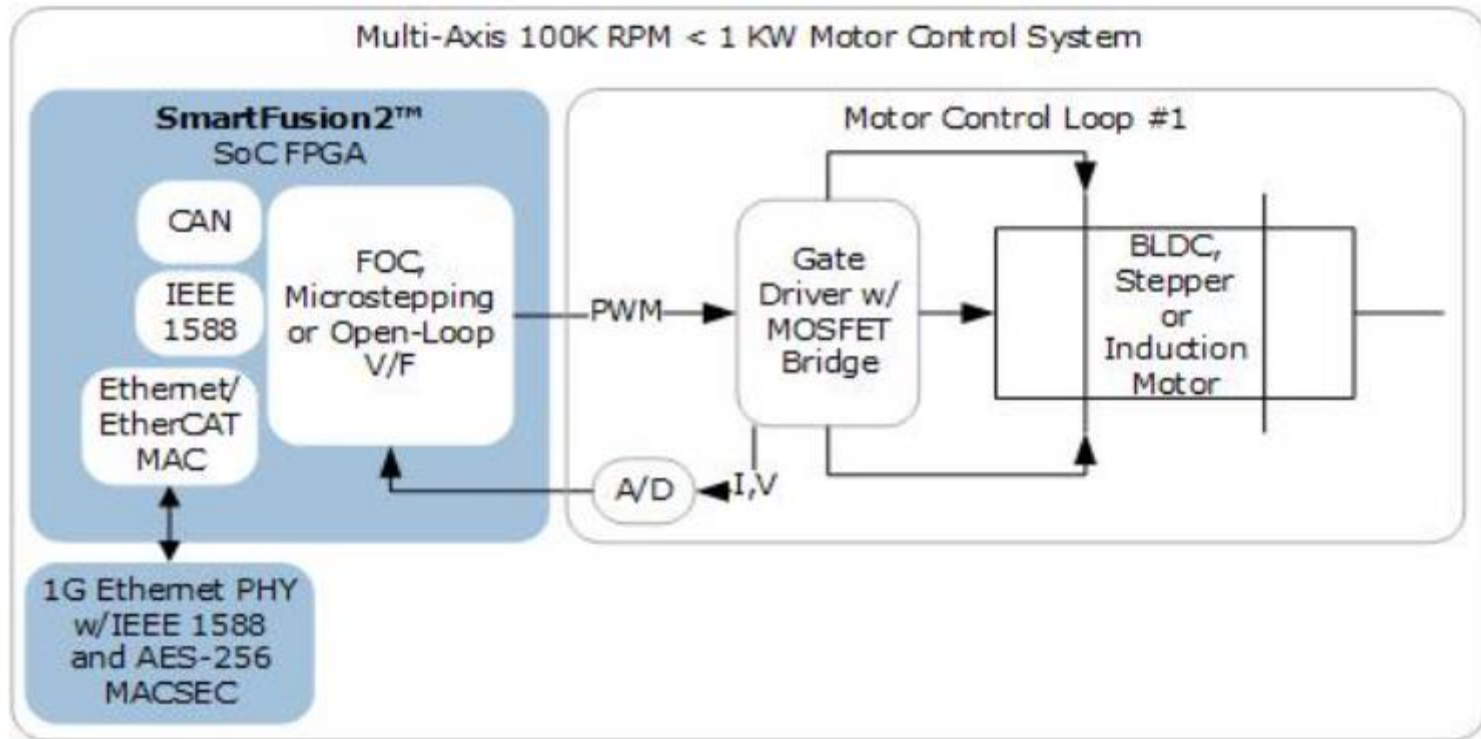 Multi-Axis 100K RPM < 1 KW Motor Control System
SmartFusion2™
SoC FPGA
CAN
IEEE
1588
Ethernet/
EtherCAT
MAC
FOC,
Microstepping
or Open-Loop
V/F
1G Ethernet PHY
w/IEEE 1588
and AES-256
MACSEC
Motor Control Loop #1
PWM
Gate
Driver w/
MOSFET
Bridge
BLDC,
Stepper
or
Induction
Motor
A/D
I,V